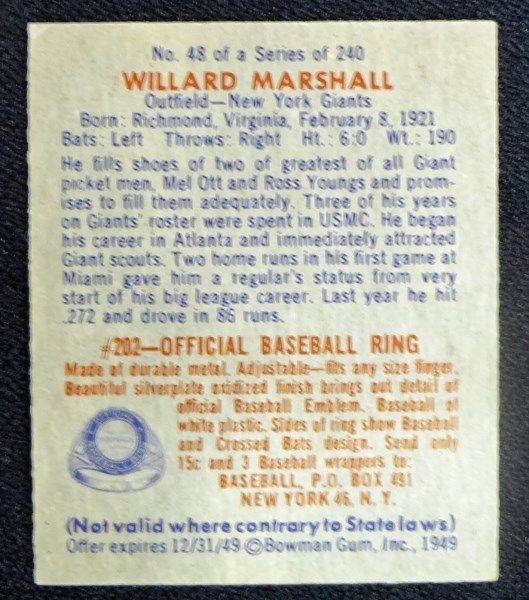 No. 48 of a Series of 240
WILLARD MARSHALL
Outfield—New York Giants
Born: Richmond, Virginia, February 8, 1921
Bats: Left Throws: Right Ht.: 6:0 Wt.: 190
He fills shoes of two of greatest of all Giant
picket men, Mel Ott and Ross Youngs and prom-
ises to fill them adequately. Three of his years
on Giants' roster were spent in USMC. He began
his career in Atlanta and immediately attracted
Giant scouts. Two home runs in his first game at
Miami gave him a regular's status from very
start of his big league career. Last year he hit
.272 and drove in 86 runs.
#202—OFFICIAL BASEBALL RING
Made of durable metal. Adjustable—fits any size finger.
Beautiful silverplate oxidized finish brings out detail of
official Baseball Emblem. Baseball of
white plastic. Sides of ring show Baseball
and Crossed Bats design. Send only
15c and 3 Baseball wrappers to:
BASEBALL, P.O. BOX 491
NEW YORK 46, N. Y.
(Not valid where contrary to State laws)
Offer expires 12/31/49 ©Bowman Gum, Inc., 1949